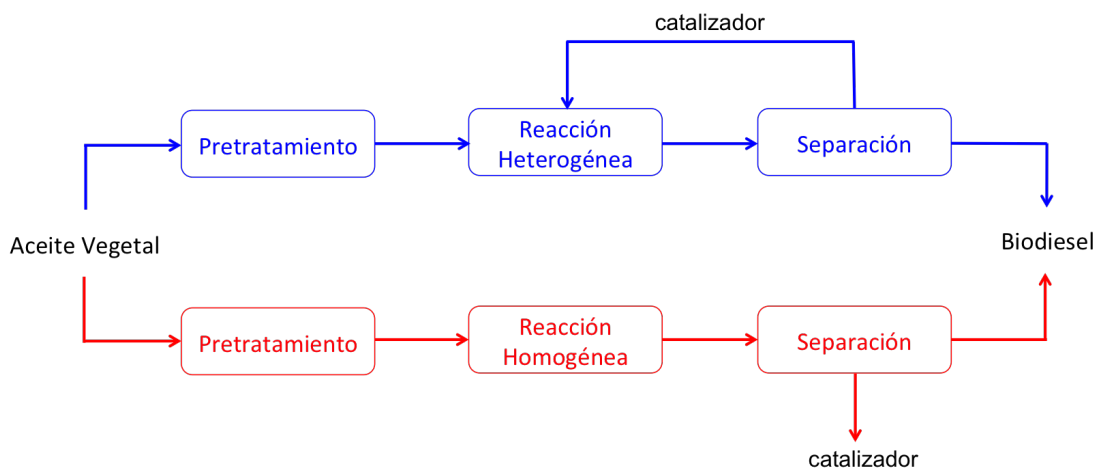 catalizador
Pretratamiento
Reacción
Heterogénea
Separación
Aceite Vegetal
Biodiesel
Pretratamiento
Reacción
Homogénea
Separación
catalizador